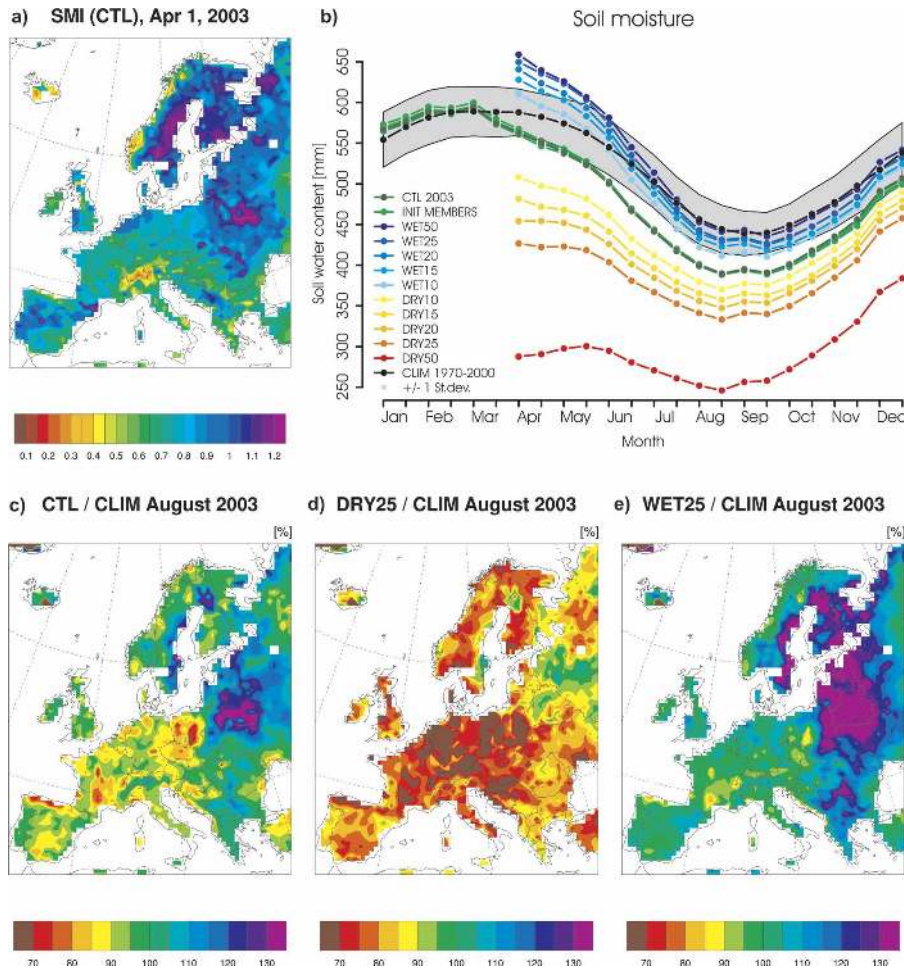 a) SMI (CTL), Apr 1, 2003
0.1 0.2 0.3 0.4 0.5 0.6 0.7 0.8 0.9 1 1.1 1.2
b) Soil moisture
Soil water content [mm]
650
600
550
500
450
400
350
300
250
CTL 2003
INIT MEMBERS
WET50
WET25
WET20
WET15
WET10
DRY10
DRY15
DRY20
DRY25
DRY50
CLIM 1970-2000
+/- 1 St.dev.
Jan Feb Mar Apr May Jun Jul Aug Sep Oct Nov Dec
Month
c) CTL / CLIM August 2003
[%]
70 80 90 100 110 120 130
d) DRY25 / CLIM August 2003
[%]
70 80 90 100 110 120 130
e) WET25 / CLIM August 2003
[%]
70 80 90 100 110 120 130